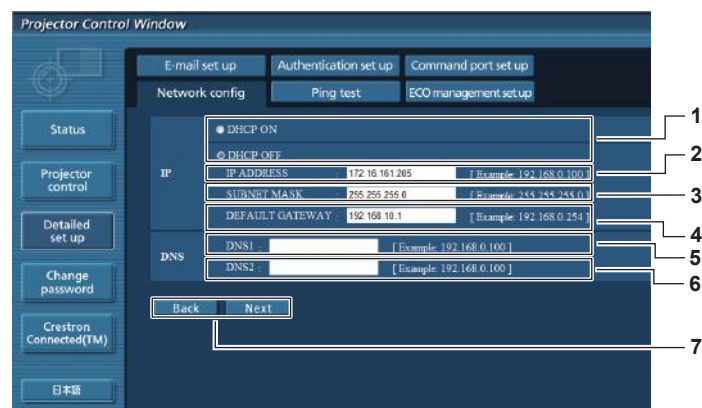 Projector Control Window
E-mail set up
Authentication set up
Command port set up
Network config
Ping test
ECO management set up
Status
Projector
control
Detailed
set up
Change
password
Crestron
Connected(TM)
日本語
DHCP ON
DHCP OFF
IP
IP ADDRESS : 172.16.161.205 [ Example: 192.168.0.100 ]
SUBNET MASK : 255.255.255.0 [ Example: 255.255.255.0 ]
DEFAULT GATEWAY : 192.168.10.1 [ Example: 192.168.0.254 ]
DNS
DNS1 : [ Example: 192.168.0.100 ]
DNS2 : [ Example: 192.168.0.100 ]
Back
Next
1
2
3
4
5
6
7